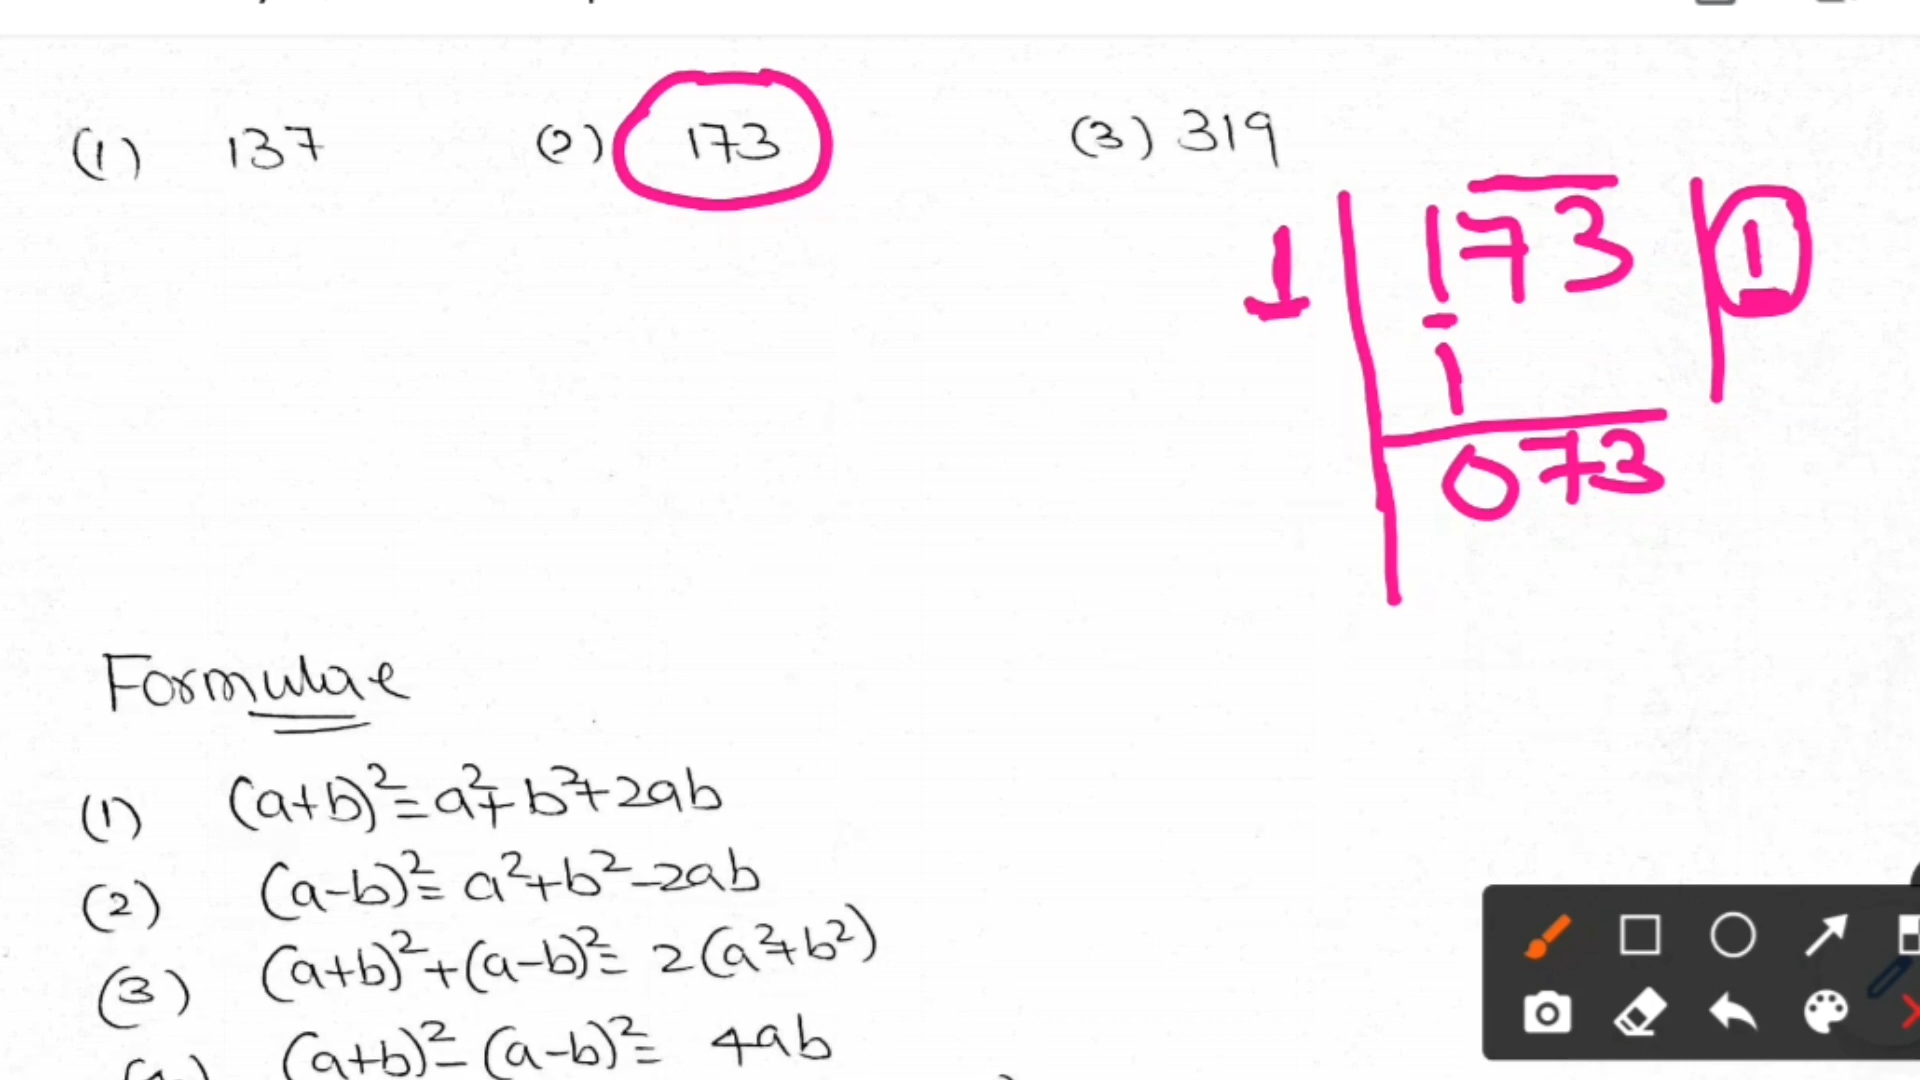 (1) 137 (2) 173 (3) 319
1 173 1
1
073
Formulae
(1) (a+b)²= a²+b²+2ab
(2) (a-b)²= a²+b²-2ab
(3) (a+b)²+(a-b)²= 2(a²+b²)
(a+b)²-(a-b)²= 4ab